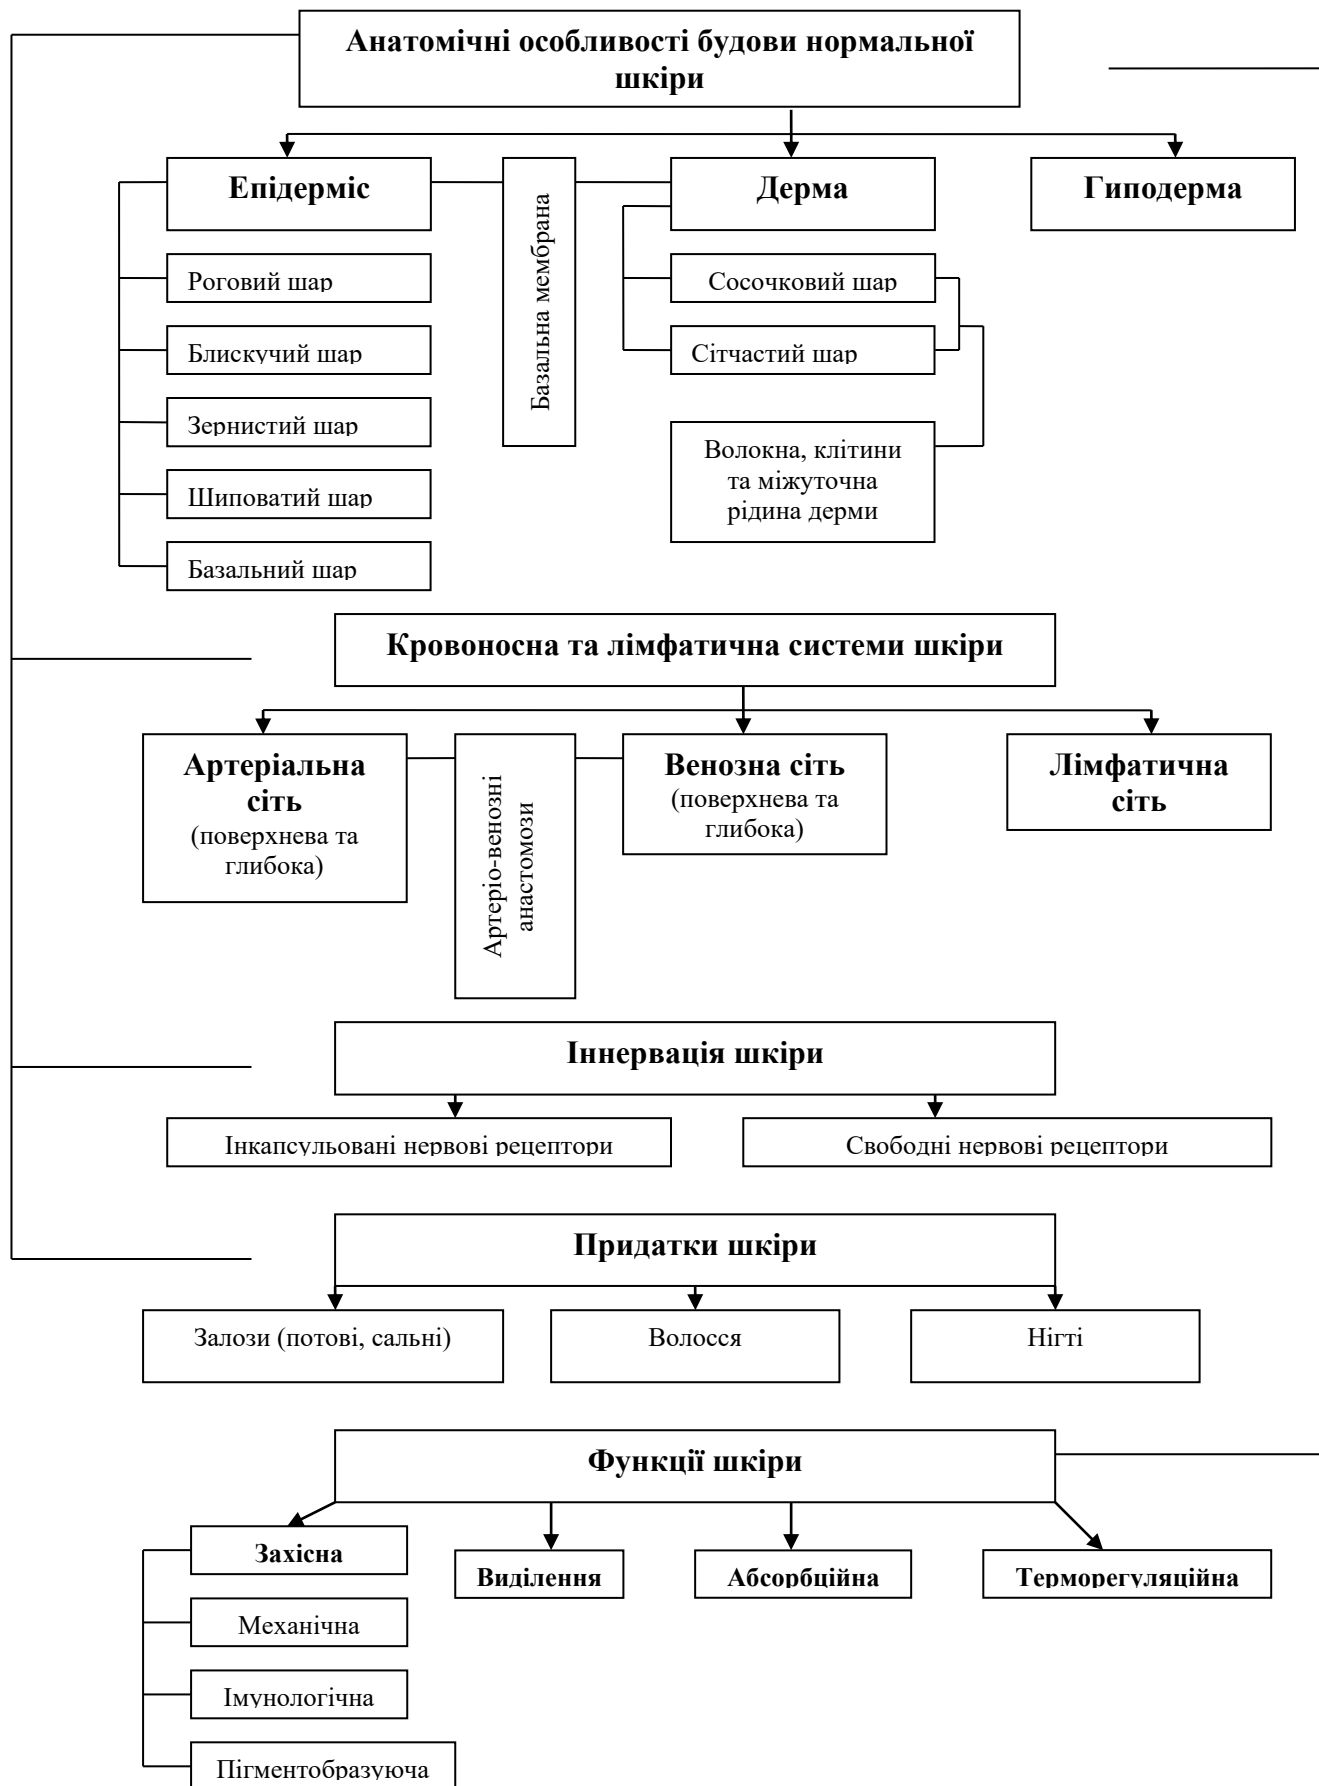 Анатомічні особливості будови нормальної
шкіри
Епідерміс
Базальна мембрана
Дерма
Гиподерма
Роговий шар
Блискучий шар
Зернистий шар
Шиповатий шар
Базальний шар
Сосочковий шар
Сітчастий шар
Волокна, клітини
та міжуточна
рідина дерми
Кровоносна та лімфатична системи шкіри
Артеріальна
сіть
(поверхнева та
глибока)
Артеріо-венозні
анастомози
Венозна сіть
(поверхнева та
глибока)
Лімфатична
сіть
Іннервація шкіри
Інкапсульовані нервові рецептори
Свободні нервові рецептори
Придатки шкіри
Залози (потові, сальні)
Волосся
Нігті
Функції шкіри
Захісна
Виділення
Абсорбційна
Терморегуляційна
Механічна
Імунологічна
Пігментобразуюча